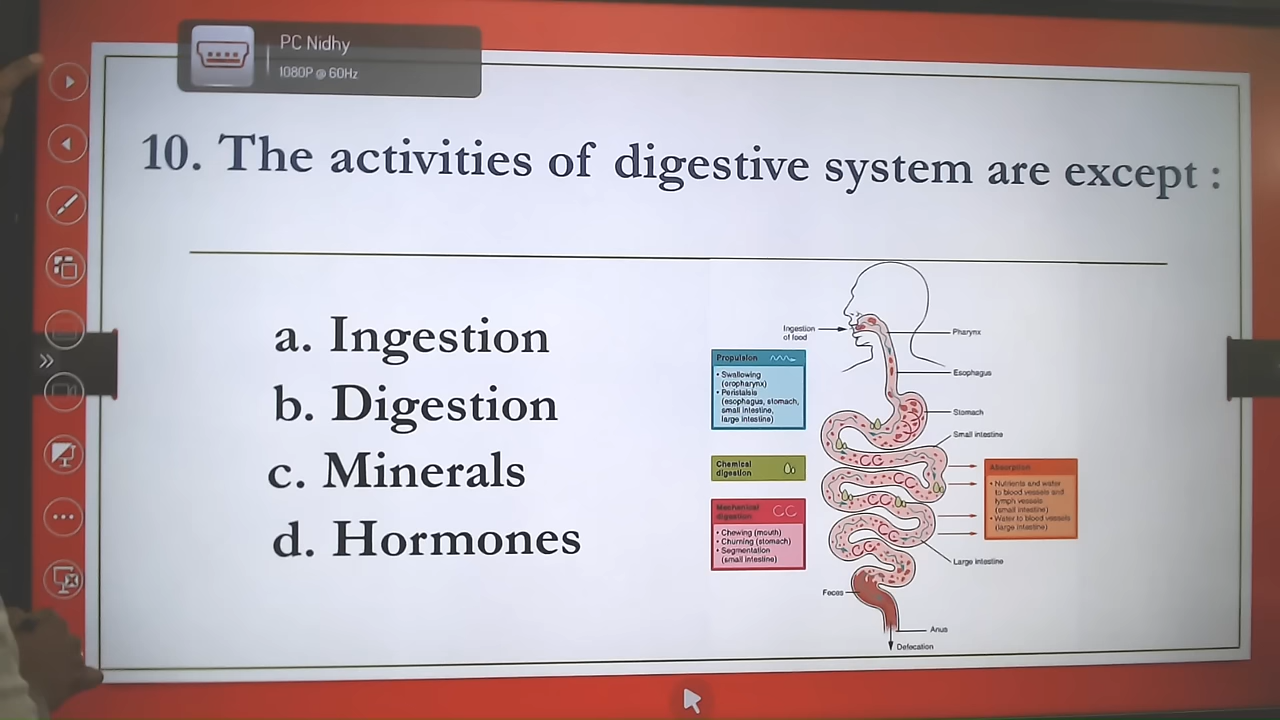 PC Nidhy
1080P @ 60Hz
10. The activities of digestive system are except :
a. Ingestion
b. Digestion
c. Minerals
d. Hormones
Ingestion
of food
Pharynx
Propulsion
• Swallowing
(oropharynx)
• Peristalsis
(esophagus, stomach,
small intestine,
large intestine)
Esophagus
Stomach
Small intestine
Chemical
digestion
Absorption
• Nutrients and water
to blood vessels and
lymph vessels
(small intestine)
• Water to blood vessels
(large intestine)
Mechanical
digestion
• Chewing (mouth)
• Churning (stomach)
• Segmentation
(small intestine)
Large intestine
Feces
Anus
Defecation